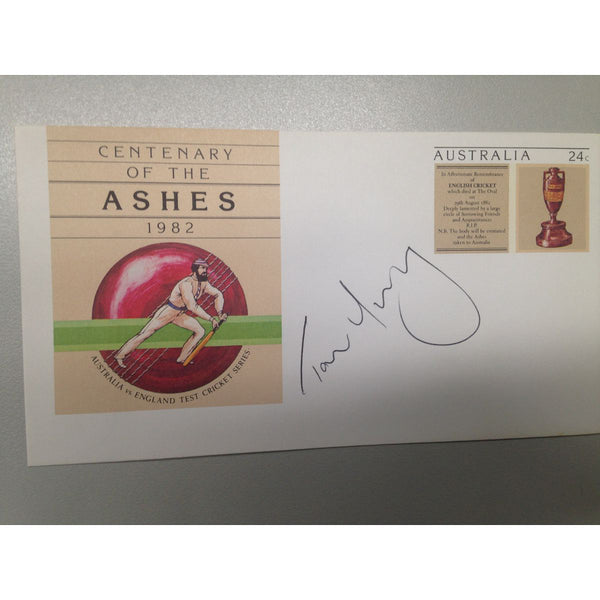 CENTENARY
OF THE
ASHES
1982
AUSTRALIA vs ENGLAND TEST CRICKET SERIES
AUSTRALIA 24c
In Affectionate Remembrance
of
ENGLISH CRICKET
which died at The Oval
on
29th August 1882
Deeply lamented by a large
circle of Sorrowing Friends
and Acquaintances
R.I.P.
N.B. The body will be cremated
and the Ashes
taken to Australia